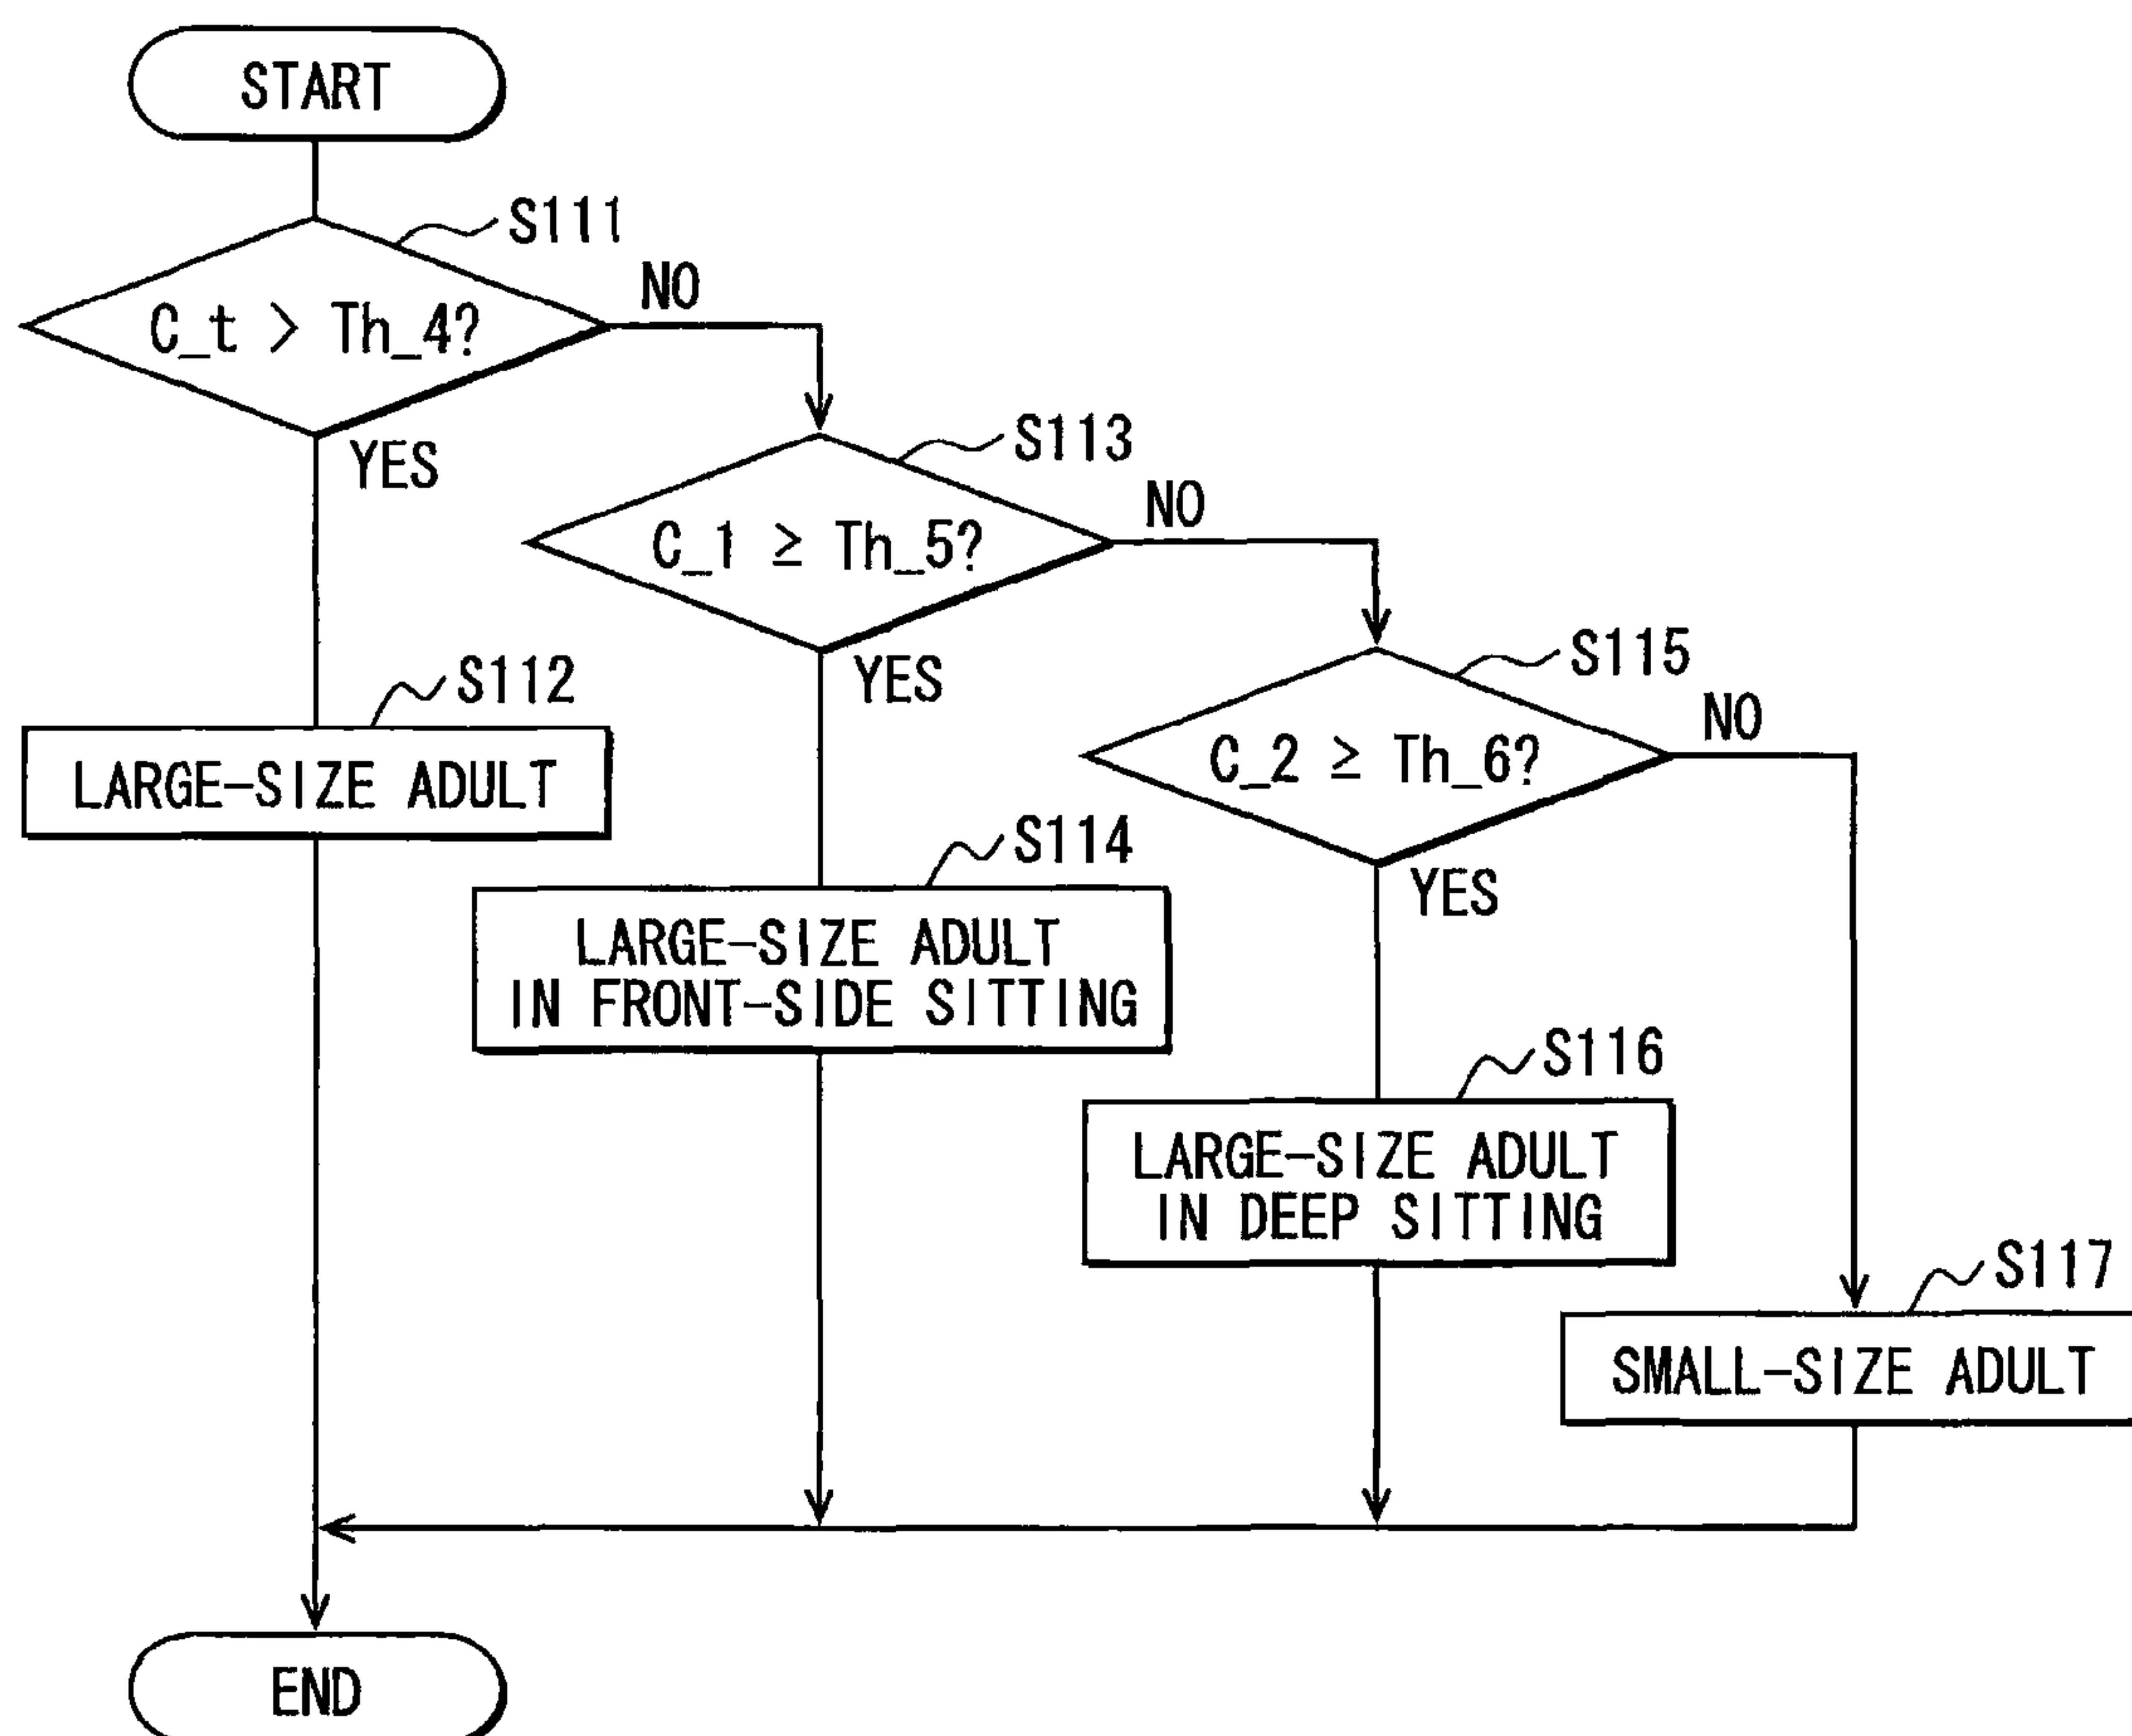 START
S111
C_t > Th_4?
NO
YES
S113
C_1 ≥ Th_5?
NO
YES
S115
C_2 ≥ Th_6?
NO
YES
S112
LARGE-SIZE ADULT
S114
LARGE-SIZE ADULT
IN FRONT-SIDE SITTING
S116
LARGE-SIZE ADULT
IN DEEP SITTING
S117
SMALL-SIZE ADULT
END